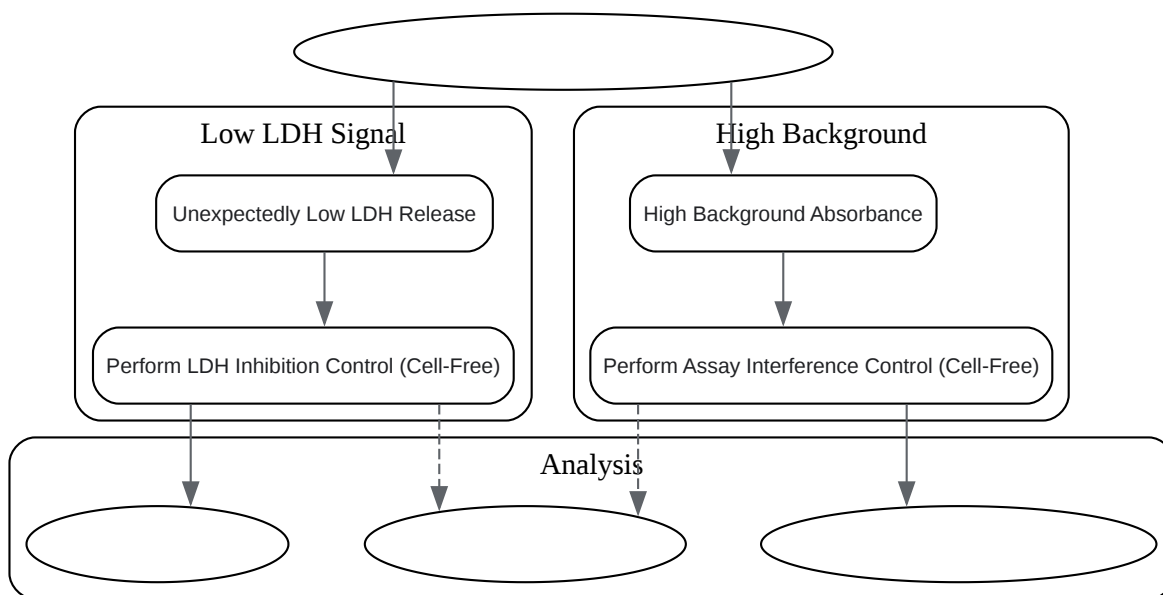 Low LDH Signal
High Background
Unexpectedly Low LDH Release
High Background Absorbance
Perform LDH Inhibition Control (Cell-Free)
Perform Assay Interference Control (Cell-Free)
Analysis